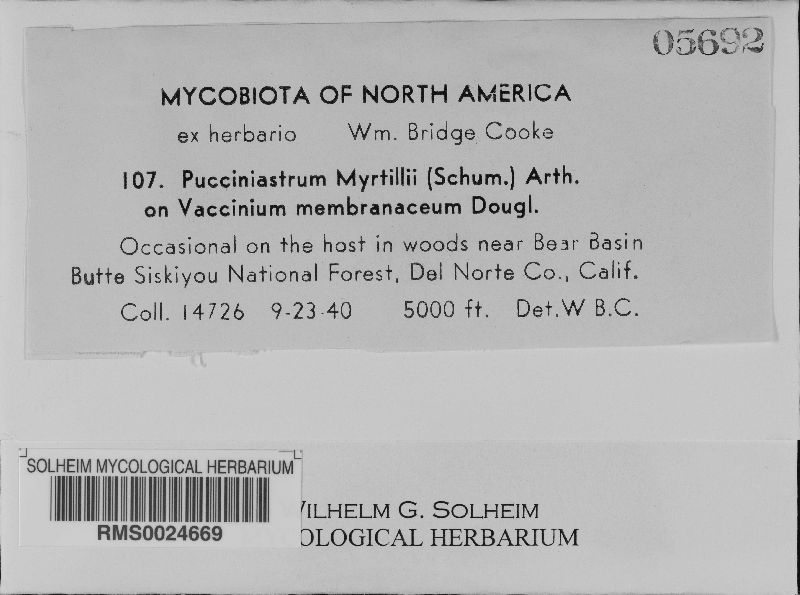 05692
MYCOBIOTA OF NORTH AMERICA
ex herbario Wm. Bridge Cooke
107. Pucciniastrum Myrtillii (Schum.) Arth.
on Vaccinium membranaceum Dougl.
Occasional on the host in woods near Bear Basin
Butte Siskiyou National Forest, Del Norte Co., Calif.
Coll. 14726 9-23-40 5000 ft. Det. W B.C.
SOLHEIM MYCOLOGICAL HERBARIUM
RMS0024669
ILHELM G. SOLHEIM
OLOGICAL HERBARIUM